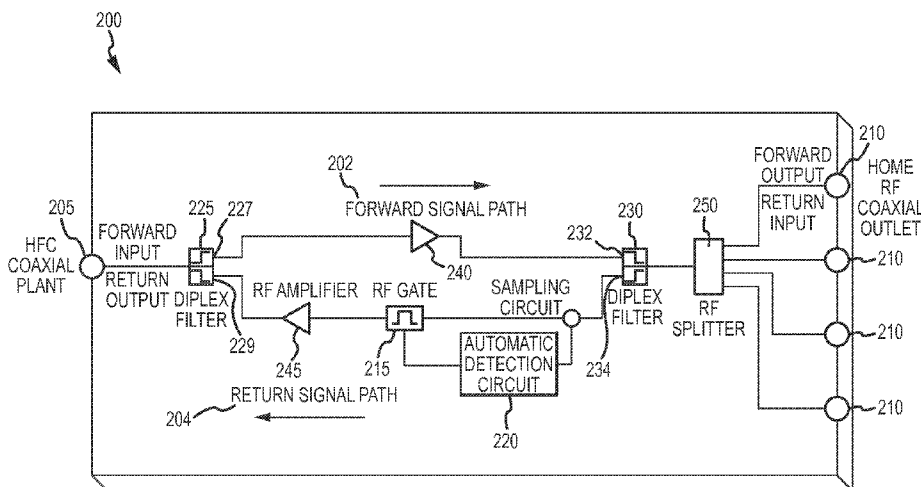 200
210
FORWARD
OUTPUT
HOME
RF
COAXIAL
OUTLET
202
FORWARD SIGNAL PATH
205
HFC
COAXIAL
PLANT
FORWARD
INPUT
RETURN
OUTPUT
225
227
DIPLEX
FILTER
229
240
230
232
250
RETURN
INPUT
210
RF AMPLIFIER
RF GATE
SAMPLING
CIRCUIT
DIPLEX
FILTER
234
RF
SPLITTER
210
245
215
AUTOMATIC
DETECTION
CIRCUIT
220
204
RETURN SIGNAL PATH
210